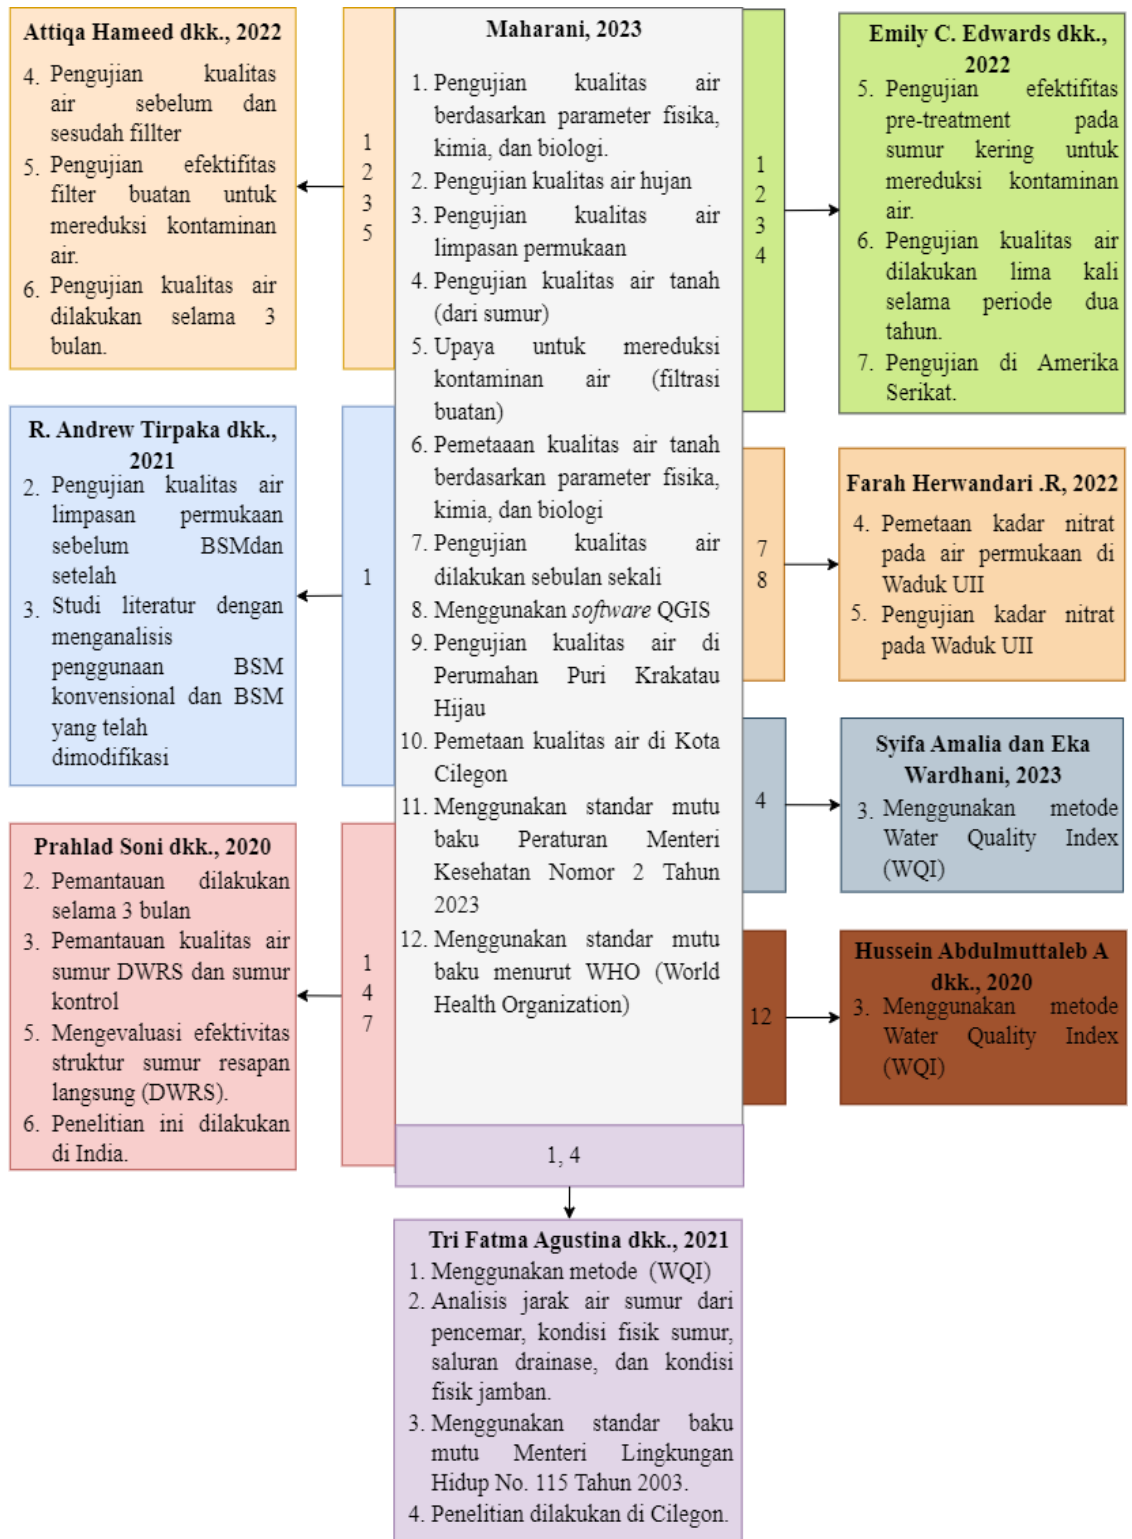 Attiqa Hameed dkk., 2022
4. Pengujian kualitas
air sebelum dan
sesudah fillter
5. Pengujian efektifitas
filter buatan untuk
mereduksi kontaminan
air.
6. Pengujian kualitas air
dilakukan selama 3
bulan.
1
2
3
5
R. Andrew Tirpaka dkk.,
2021
2. Pengujian kualitas air
limpasan permukaan
sebelum BSMdan
setelah
3. Studi literatur dengan
menganalisis
penggunaan BSM
konvensional dan BSM
yang telah
dimodifikasi
1
Prahlad Soni dkk., 2020
2. Pemantauan dilakukan
selama 3 bulan
3. Pemantauan kualitas air
sumur DWRS dan sumur
kontrol
5. Mengevaluasi efektivitas
struktur sumur resapan
langsung (DWRS).
6. Penelitian ini dilakukan
di India.
1
4
7
Maharani, 2023
1. Pengujian kualitas air
berdasarkan parameter fisika,
kimia, dan biologi.
2. Pengujian kualitas air hujan
3. Pengujian kualitas air
limpasan permukaan
4. Pengujian kualitas air tanah
(dari sumur)
5. Upaya untuk mereduksi
kontaminan air (filtrasi
buatan)
6. Pemetaaan kualitas air tanah
berdasarkan parameter fisika,
kimia, dan biologi
7. Pengujian kualitas air
dilakukan sebulan sekali
8. Menggunakan software QGIS
9. Pengujian kualitas air di
Perumahan Puri Krakatau
Hijau
10. Pemetaan kualitas air di Kota
Cilegon
11. Menggunakan standar mutu
baku Peraturan Menteri
Kesehatan Nomor 2 Tahun
2023
12. Menggunakan standar mutu
baku menurut WHO (World
Health Organization)
1
2
3
4
Emily C. Edwards dkk.,
2022
5. Pengujian efektifitas
pre-treatment pada
sumur kering untuk
mereduksi kontaminan
air.
6. Pengujian kualitas air
dilakukan lima kali
selama periode dua
tahun.
7. Pengujian di Amerika
Serikat.
7
8
Farah Herwandari .R, 2022
4. Pemetaan kadar nitrat
pada air permukaan di
Waduk UII
5. Pengujian kadar nitrat
pada Waduk UII
4
Syifa Amalia dan Eka
Wardhani, 2023
3. Menggunakan metode
Water Quality Index
(WQI)
12
Hussein Abdulmuttaleb A
dkk., 2020
3. Menggunakan metode
Water Quality Index
(WQI)
1, 4
Tri Fatma Agustina dkk., 2021
1. Menggunakan metode (WQI)
2. Analisis jarak air sumur dari
pencemar, kondisi fisik sumur,
saluran drainase, dan kondisi
fisik jamban.
3. Menggunakan standar baku
mutu Menteri Lingkungan
Hidup No. 115 Tahun 2003.
4. Penelitian dilakukan di Cilegon.